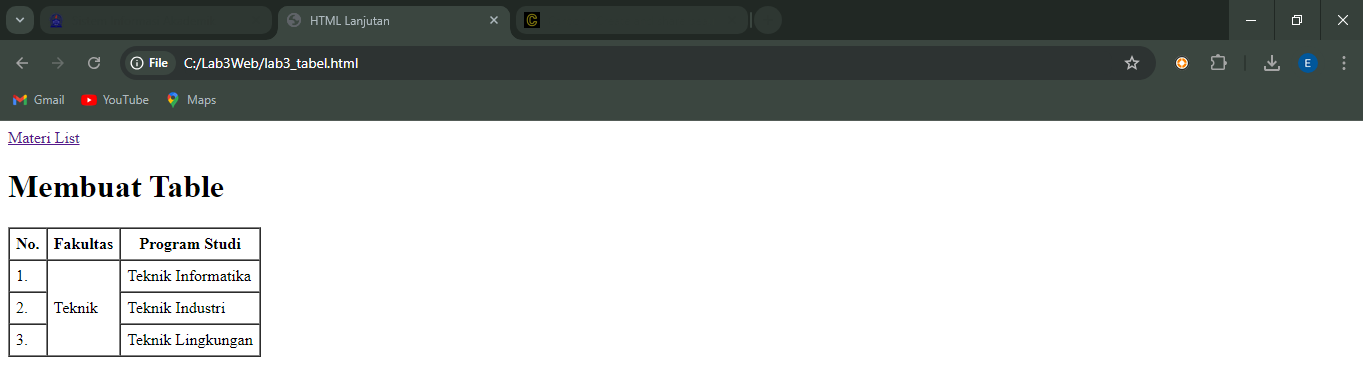 HTML Lanjutan
File C:/Lab3Web/lab3_tabel.html E
Gmail YouTube Maps
Materi List
Membuat Table
No. Fakultas Program Studi
1. Teknik Informatika
2. Teknik Teknik Industri
3. Teknik Lingkungan